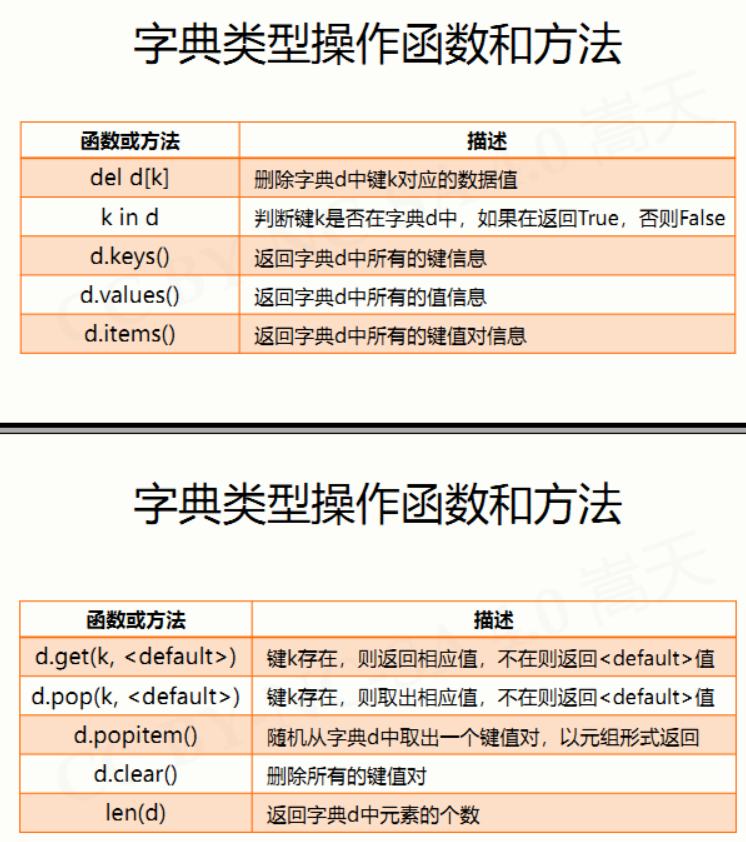 字典类型操作函数和方法
函数或方法 描述
del d[k] 删除字典d中键k对应的数据值
k in d 判断键k是否在字典d中，如果在返回True，否则False
d.keys() 返回字典d中所有的键信息
d.values() 返回字典d中所有的值信息
d.items() 返回字典d中所有的键值对信息
字典类型操作函数和方法
函数或方法 描述
d.get(k, <default>) 键k存在，则返回相应值，不在则返回<default>值
d.pop(k, <default>) 键k存在，则取出相应值，不在则返回<default>值
d.popitem() 随机从字典d中取出一个键值对，以元组形式返回
d.clear() 删除所有的键值对
len(d) 返回字典d中元素的个数